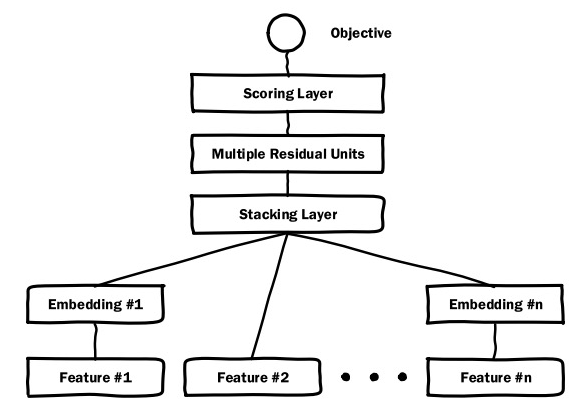 Objective
Scoring Layer
Multiple Residual Units
Stacking Layer
Embedding #1
Embedding #n
Feature #1
Feature #2
Feature #n